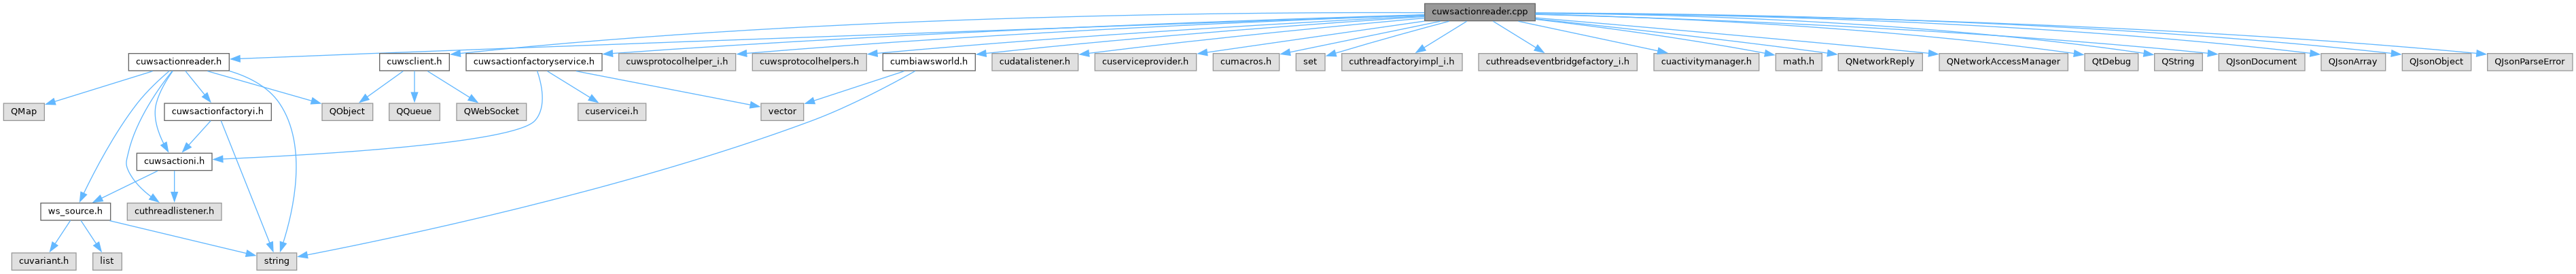 cuwsactionreader.cpp
cuwsactionreader.h
cuwsclient.h
cuwsactionfactoryservice.h
cuwsprotocolhelper_i.h
cuwsprotocolhelpers.h
cumbiawsworld.h
cudatalistener.h
cuserviceprovider.h
cumacros.h
set
cuthreadfactoryimpl_i.h
cuthreadseventbridgefactory_i.h
cuactivitymanager.h
math.h
QNetworkReply
QNetworkAccessManager
QtDebug
QString
QJsonDocument
QJsonArray
QJsonObject
QJsonParseError
QMap
cuwsactionfactoryi.h
QObject
QQueue
QWebSocket
cuservicei.h
vector
cuwsactioni.h
ws_source.h
cuthreadlistener.h
cuvariant.h
list
string